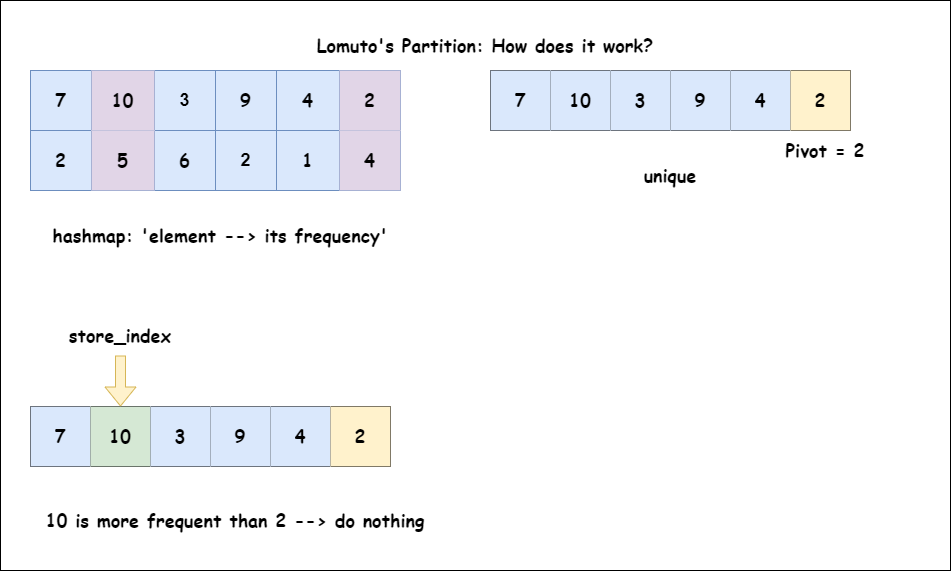 Lomuto's Partition: How does it work?
7 10 3 9 4 2
2 5 6 2 1 4
hashmap: 'element --> its frequency'
7 10 3 9 4 2
Pivot = 2
unique
store_index
7 10 3 9 4 2
10 is more frequent than 2 --> do nothing